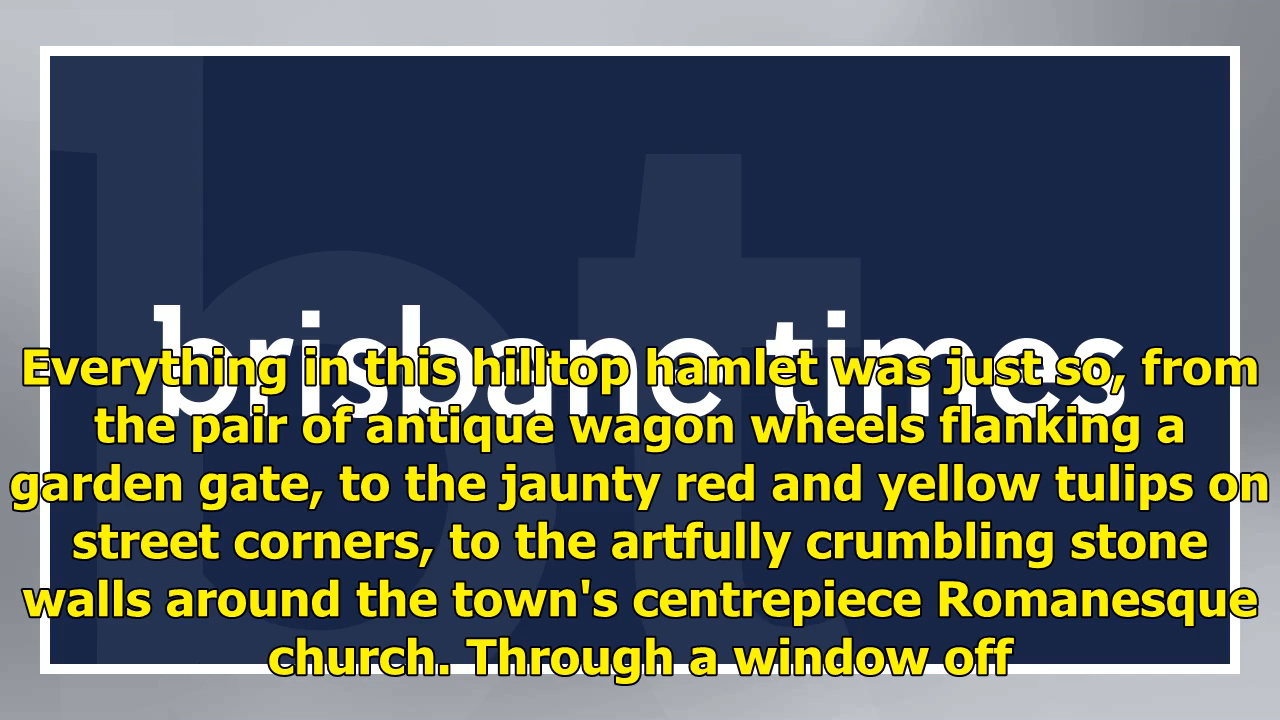 brisbane times
Everything in this hilltop hamlet was just so, from
the pair of antique wagon wheels flanking a
garden gate, to the jaunty red and yellow tulips on
street corners, to the artfully crumbling stone
walls around the town's centrepiece Romanesque
church. Through a window off
bt